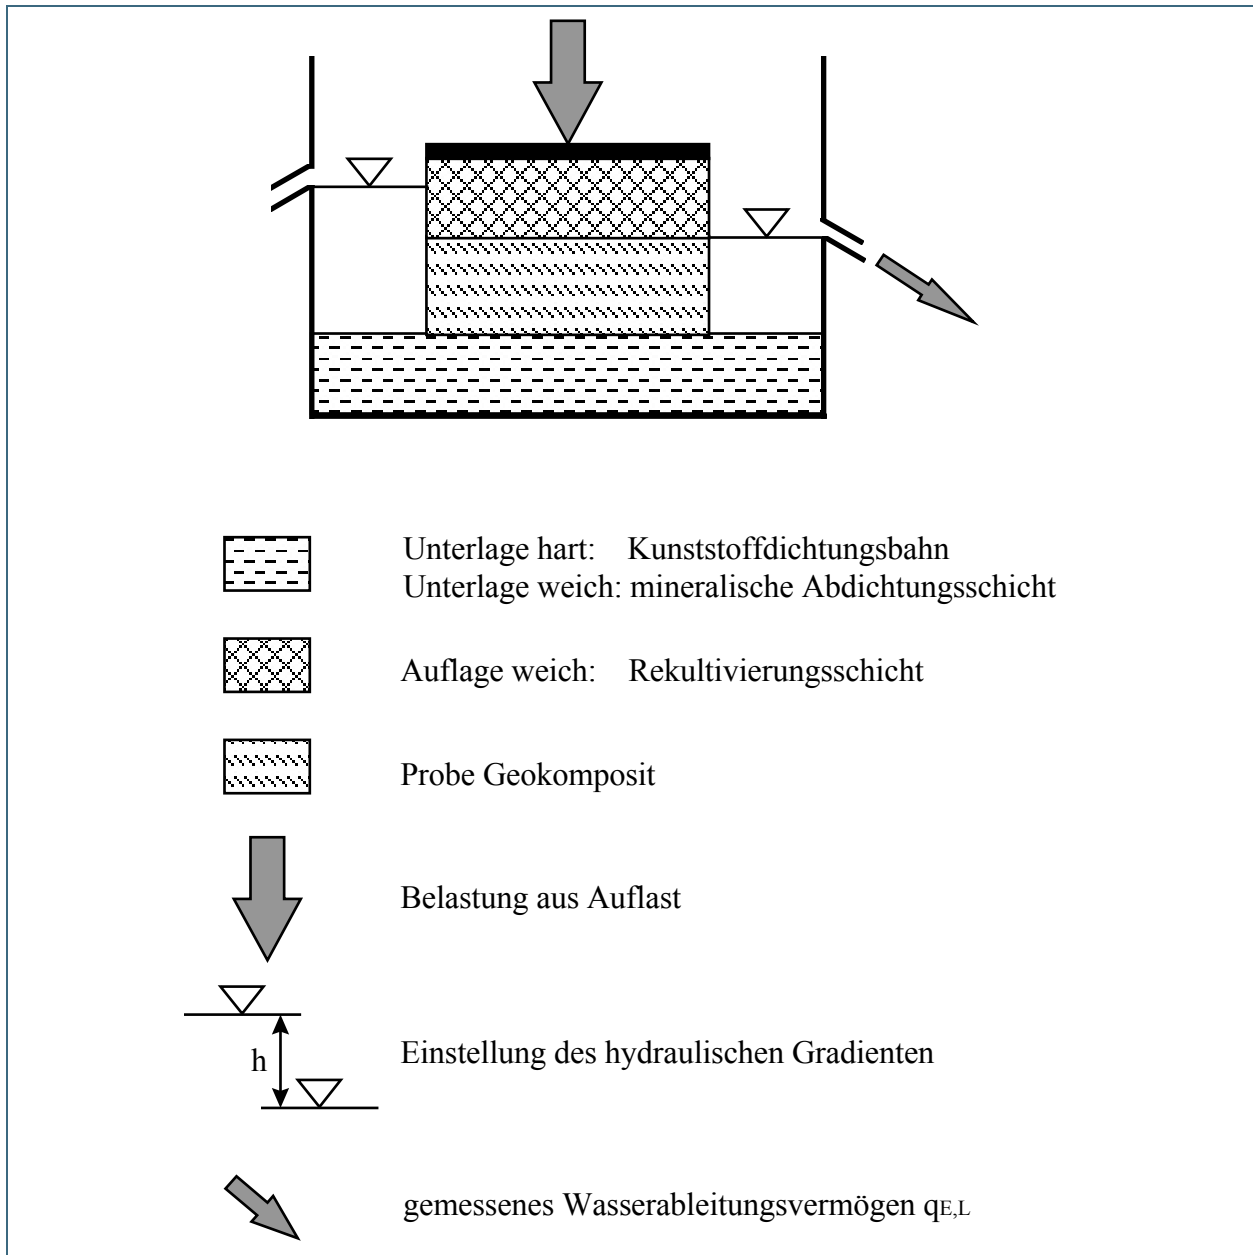 Unterlage hart: Kunststoffdichtungsbahn
Unterlage weich: mineralische Abdichtungsschicht
Auflage weich: Rekultivierungsschicht
Probe Geokomposit
Belastung aus Auflast
h
Einstellung des hydraulischen Gradienten
gemessenes Wasserableitungsvermögen qE,L